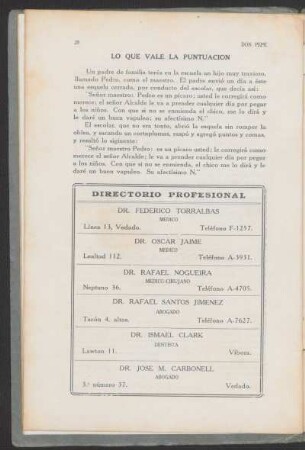 20 DON PEPE
LO QUE VALE LA PUNTUACION
Un padre de familia tenía en la escuela un hijo muy travieso,
llamado Pedro, como el maestro. El padre envió un día a éste
una esquela cerrada, por conducto del escolar, que decía así:
"Señor maestro: Pedro es un pícaro; usted le corregirá como
merece; el señor Alcalde le va a prender cualquier día por pegar
a los niños. Con que si no se enmienda el chico, me lo dirá y
le daré un buen vapuleo; su afectísimo N."
El escolar, que no era tonto, abrió la esquela sin romper la
oblea, y sacando un cortaplumas, raspó y agregó puntos y comas,
y resultó lo siguiente:
"Señor maestro Pedro: es un pícaro usted; le corregirá como
merece el señor Alcalde; le va a prender cualquier día por pegar
a los niños. Con que si no se enmienda, el chico me lo dirá y
le daré un buen vapuleo. Su afectísimo N."
DIRECTORIO PROFESIONAL
DR. FEDERICO TORRALBAS
MEDICO
Línea 13, Vedado. Teléfono F-1257.
DR. OSCAR JAIME
MEDICO
Lealtad 112. Teléfono A-3931.
DR. RAFAEL NOGUEIRA
MEDICO-CIRUJANO
Neptuno 36. Teléfono A-4705.
DR. RAFAEL SANTOS JIMENEZ
ABOGADO
Tacón 4, altos. Teléfono A-7627.
DR. ISMAEL CLARK
DENTISTA
Lawton 11. Víbora.
DR. JOSE M. CARBONELL
ABOGADO
5.ª número 37. Vedado.